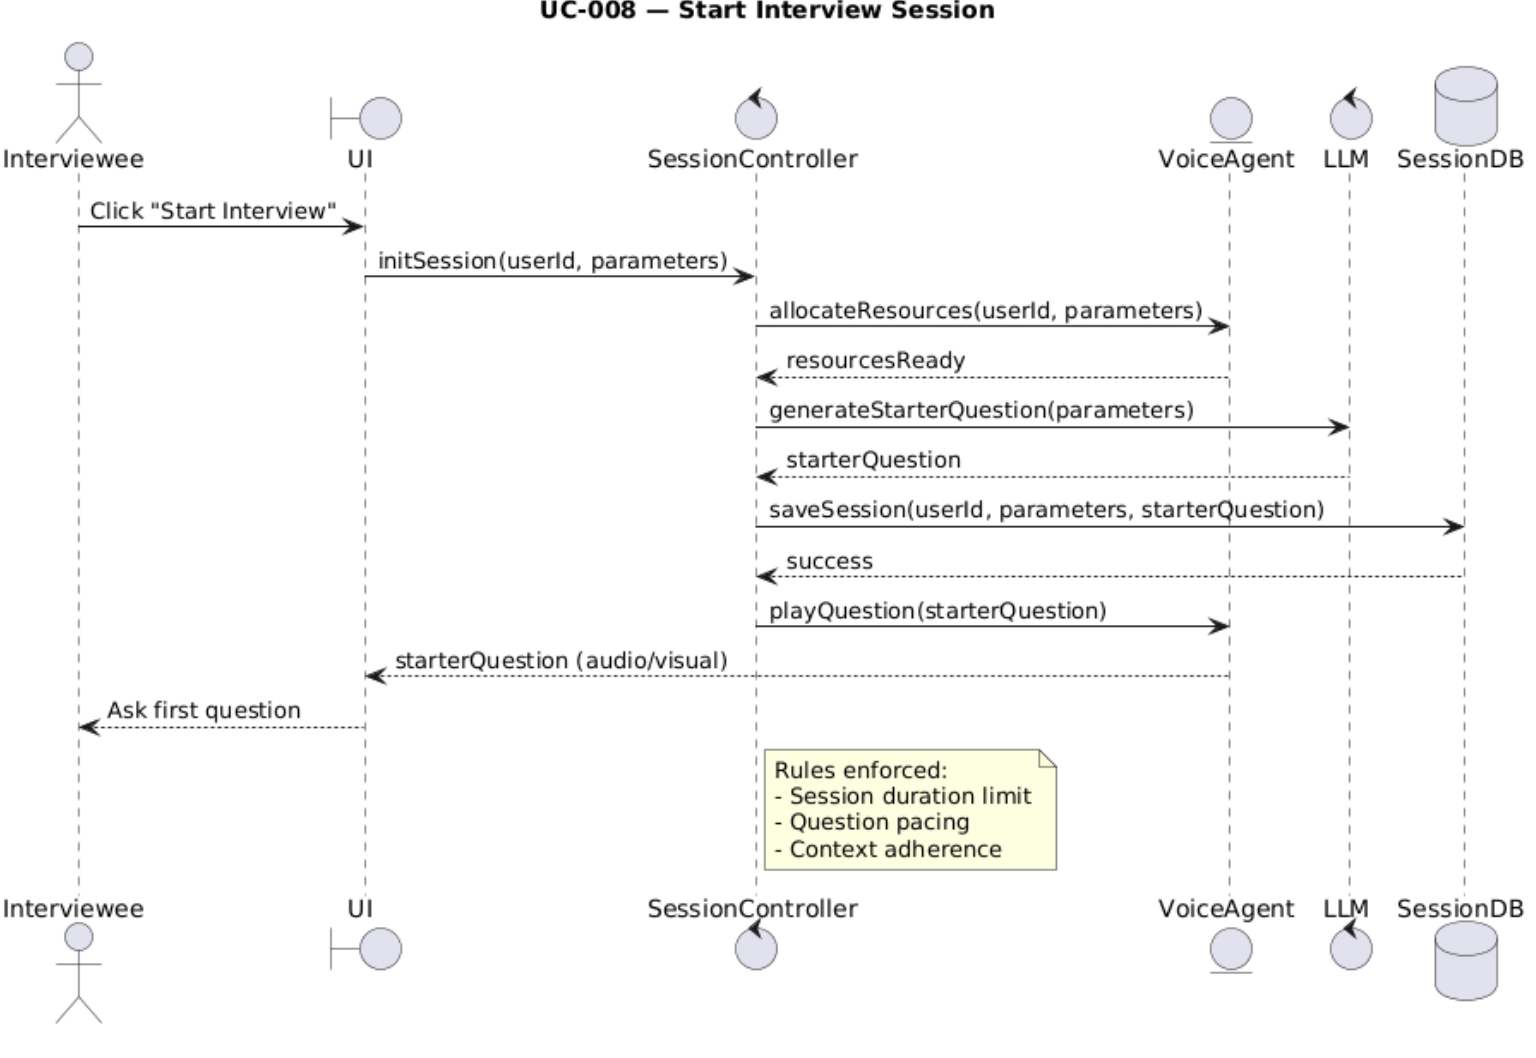 UC-008 — Start Interview Session
Interviewee
UI
SessionController
VoiceAgent
LLM
SessionDB
Click "Start Interview"
initSession(userId, parameters)
allocateResources(userId, parameters)
resourcesReady
generateStarterQuestion(parameters)
starterQuestion
saveSession(userId, parameters, starterQuestion)
success
playQuestion(starterQuestion)
starterQuestion (audio/visual)
Ask first question
Rules enforced:
- Session duration limit
- Question pacing
- Context adherence
Interviewee
UI
SessionController
VoiceAgent
LLM
SessionDB